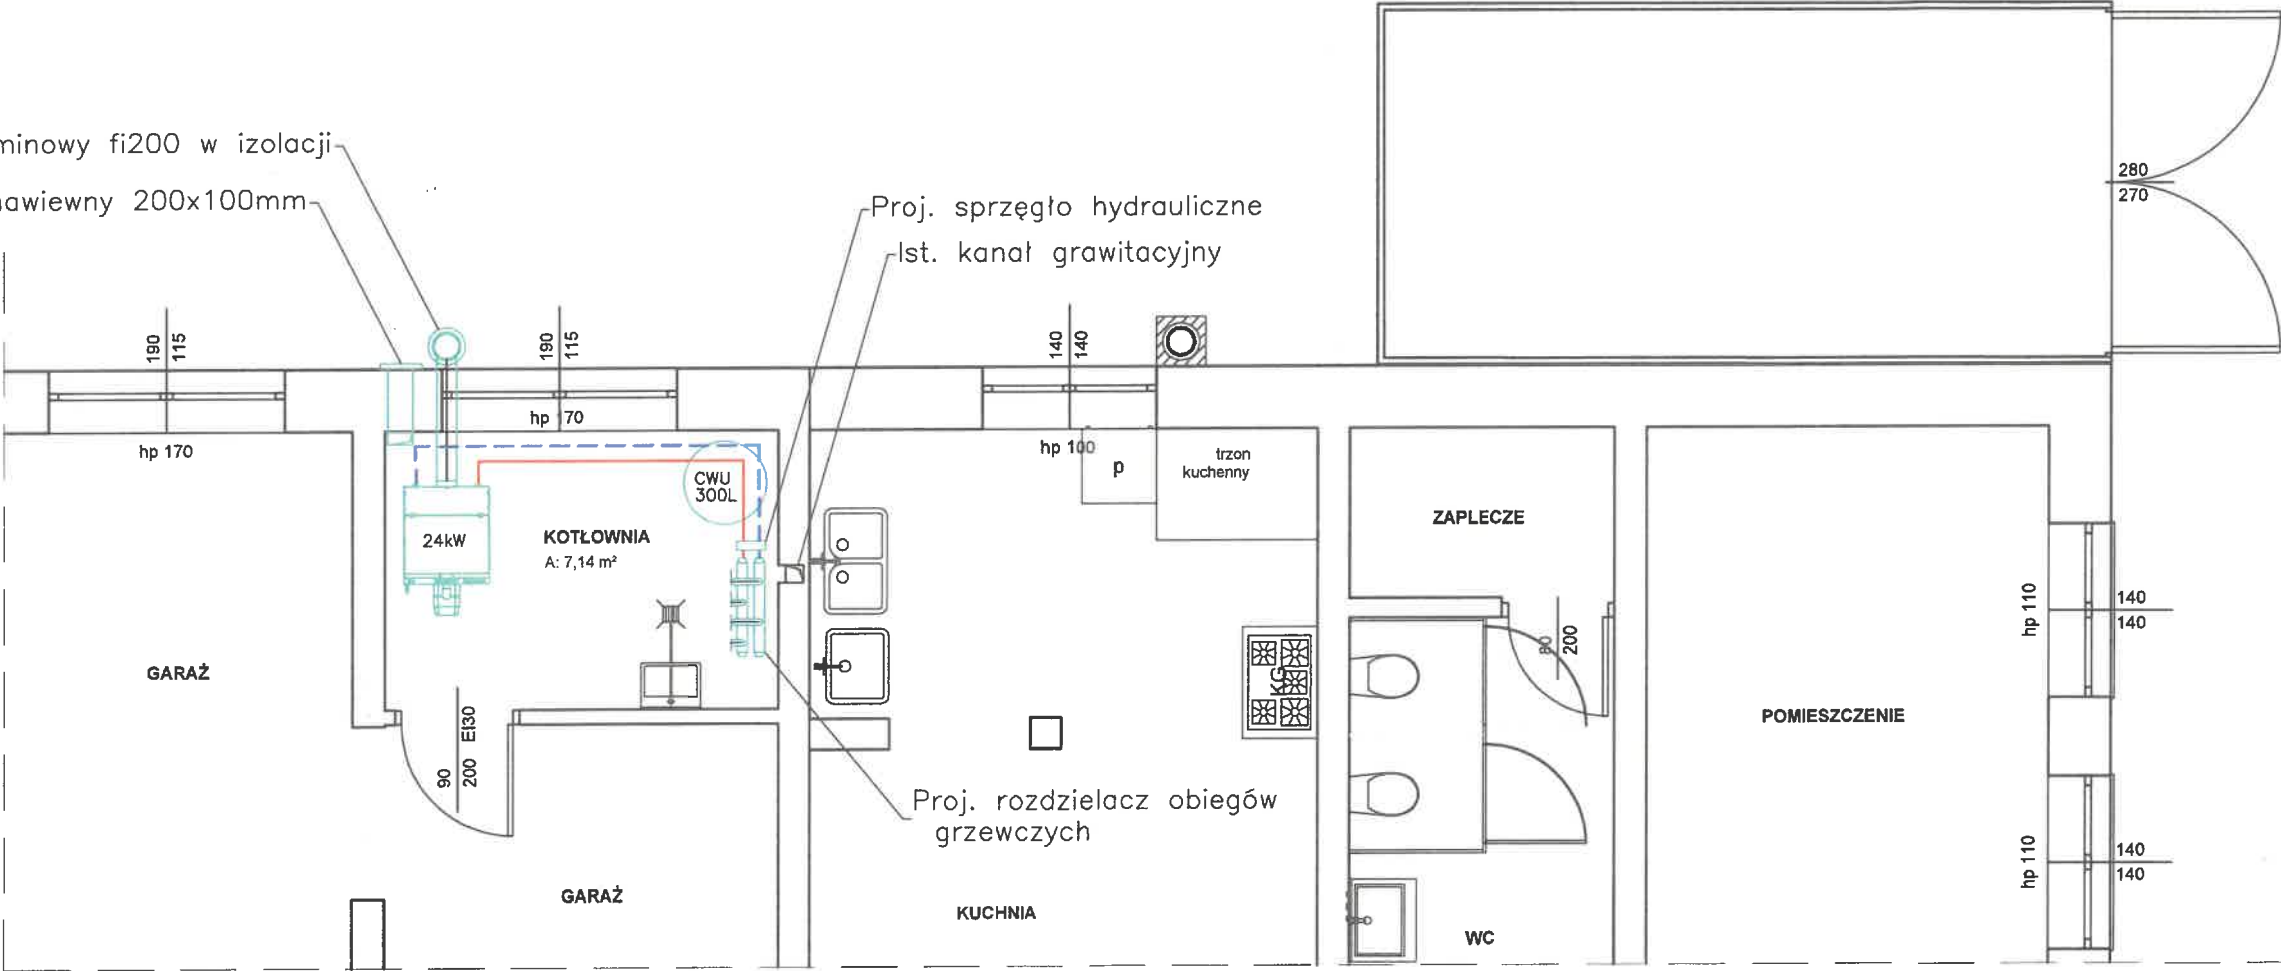 minowy fi200 w izolacji
nawiewny 200x100mm
Proj. sprzęgło hydrauliczne
Ist. kanał grawitacyjny
280
270
190
115
190
115
140
140
hp 170
hp 170
hp 100
p
trzon
kuchenny
CWU
300L
24kW
KOTŁOWNIA
A: 7,14 m²
ZAPLECZE
80
200
hp 110
140
140
KG
GARAŻ
POMIESZCZENIE
90
200 EI30
Proj. rozdzielacz obiegów
grzewczych
hp 110
140
140
GARAŻ
KUCHNIA
WC